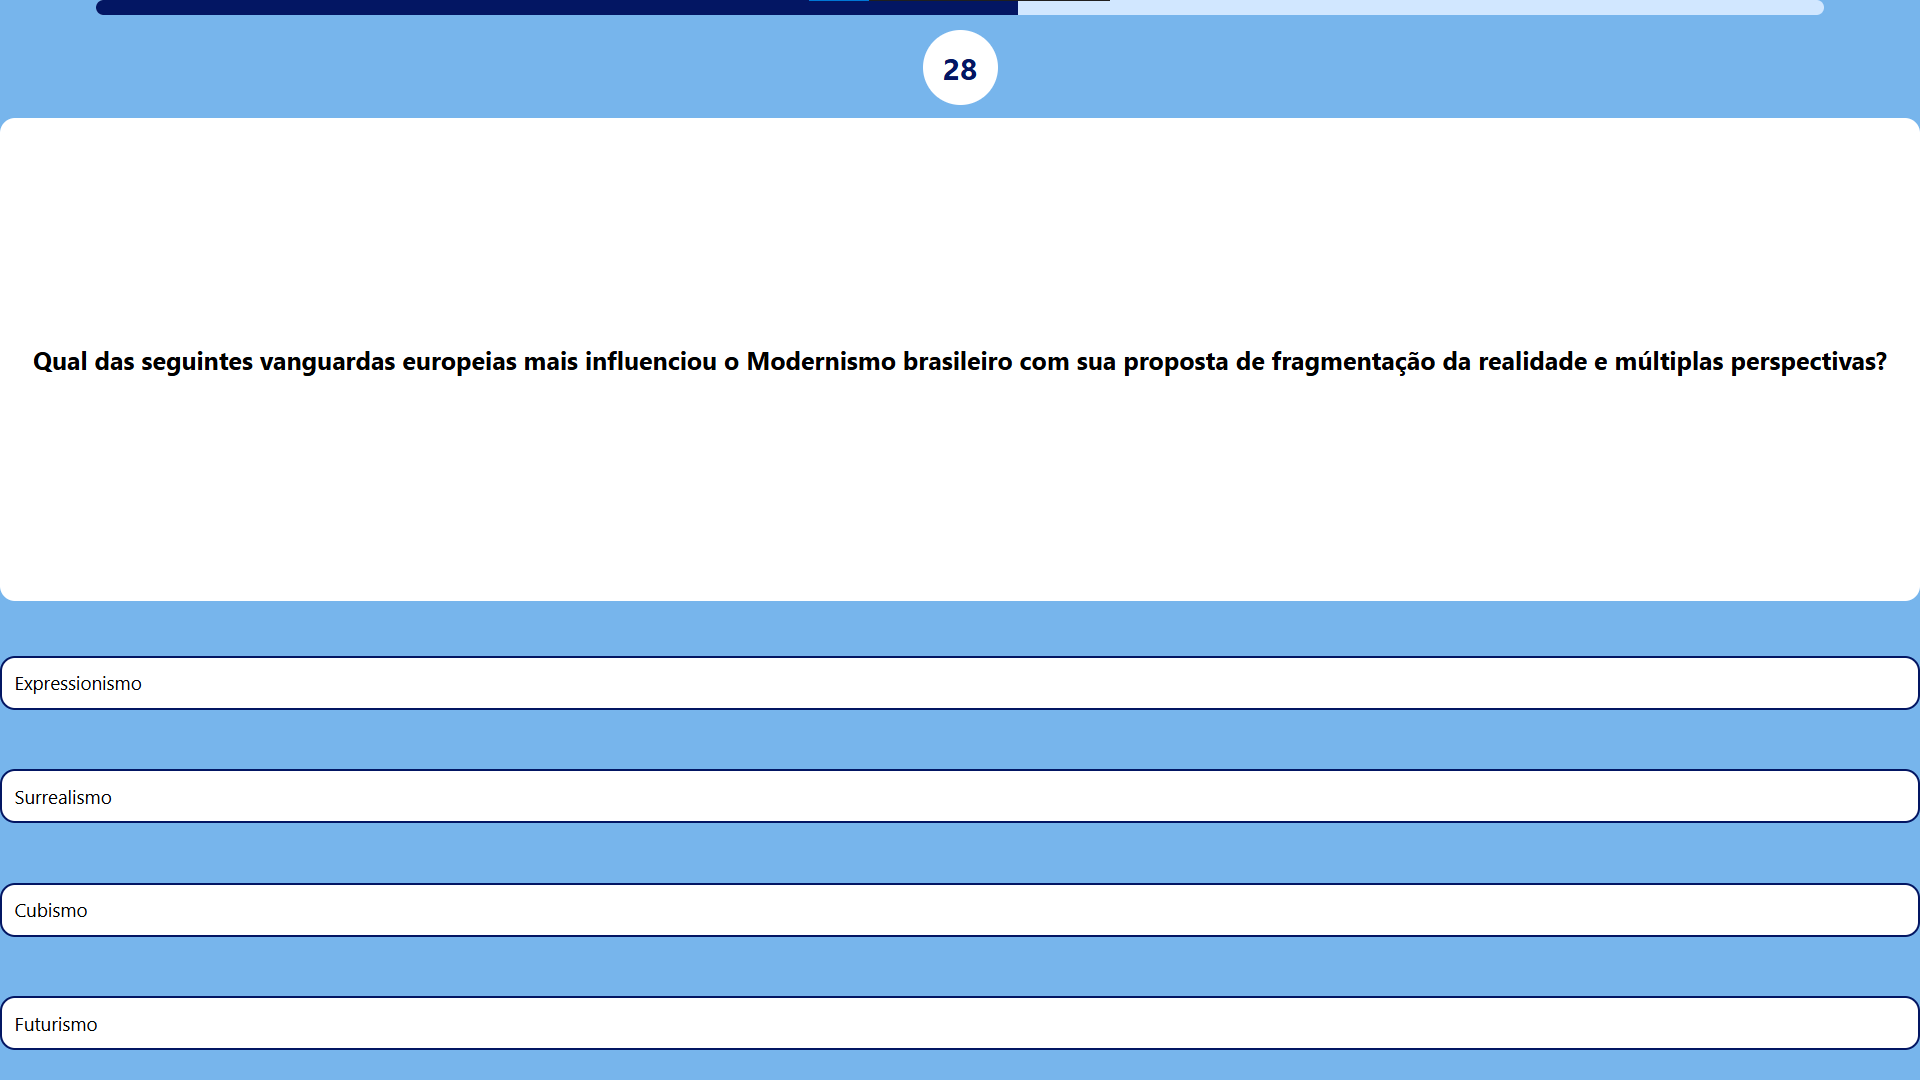 28
Qual das seguintes vanguardas europeias mais influenciou o Modernismo brasileiro com sua proposta de fragmentação da realidade e múltiplas perspectivas?
Expressionismo
Surrealismo
Cubismo
Futurismo